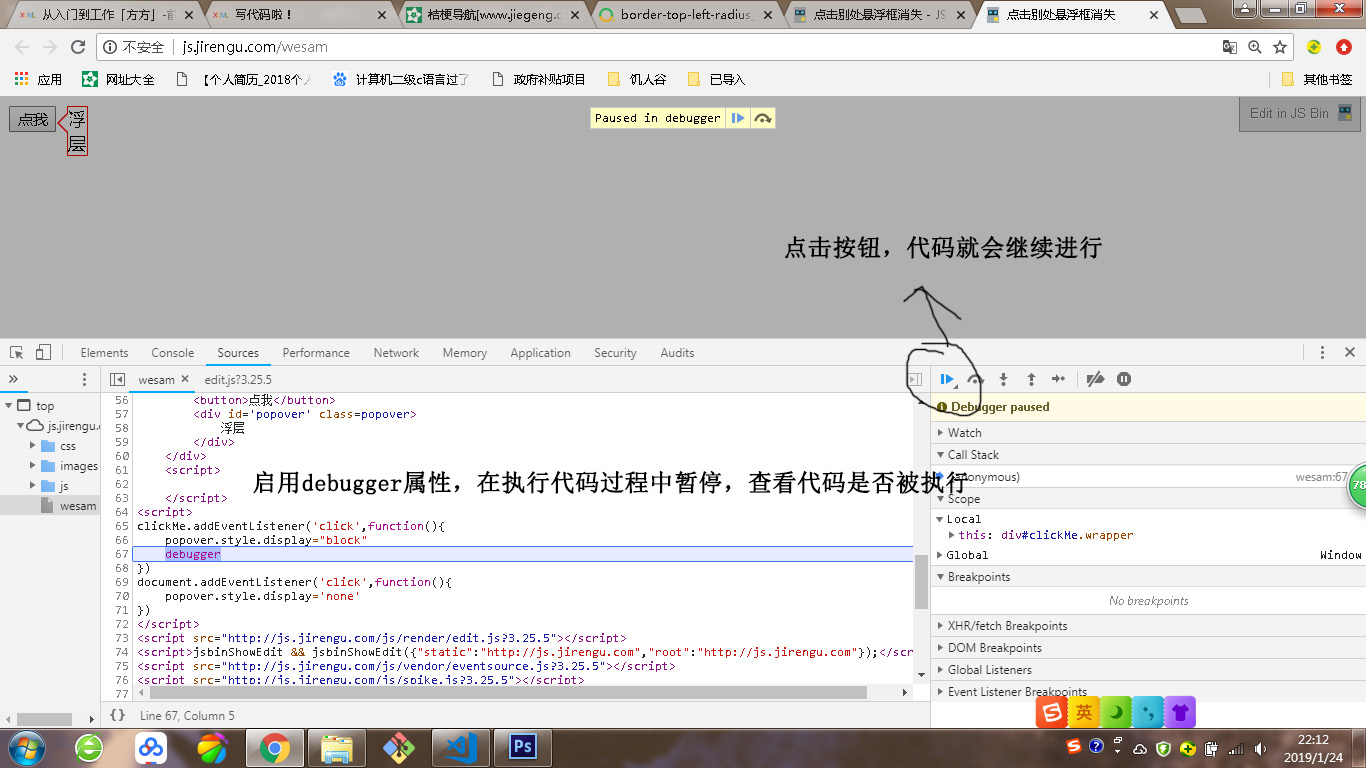 从入门到工作「方方」-前
写代码啦！
桔梗导航[www.jiegeng.c
border-top-left-radius_
点击别处悬浮框消失 - JS
点击别处悬浮框消失
不安全 | js.jirengu.com/wesam
应用 网址大全 【个人简历_2018个人 计算机二级c语言过了 政府补贴项目 饥人谷 已导入 其他书签
点我 浮
层
Paused in debugger
Edit in JS Bin
点击按钮，代码就会继续进行
Elements Console Sources Performance Network Memory Application Security Audits
» wesam × edit.js?3.25.5
top
js.jirengu.c
css
images
js
wesam
56 <button>点我</button>
57 <div id='popover' class=popover>
58 浮层
59 </div>
60 </div>
61 <script>
62
63 </script>
64 <script>
65 clickMe.addEventListener('click',function(){
66 popover.style.display="block"
67 debugger
68 })
69 document.addEventListener('click',function(){
70 popover.style.display='none'
71 })
72 </script>
73 <script src="http://js.jirengu.com/js/render/edit.js?3.25.5"></script>
74 <script>jsbinShowEdit && jsbinShowEdit({"static":"http://js.jirengu.com","root":"http://js.jirengu.com"});</scr
75 <script src="http://js.jirengu.com/js/vendor/eventsource.js?3.25.5"></script>
76 <script src="http://js.jirengu.com/js/spike.js?3.25.5"></script>
77
启用debugger属性，在执行代码过程中暂停，查看代码是否被执行
{} Line 67, Column 5
Debugger paused
Watch
Call Stack
(anonymous) wesam:67
Scope
Local
this: div#clickMe.wrapper
Global Window
Breakpoints
No breakpoints
XHR/fetch Breakpoints
DOM Breakpoints
Global Listeners
Event Listener Breakpoints
78
英
Ps
22:12
2019/1/24